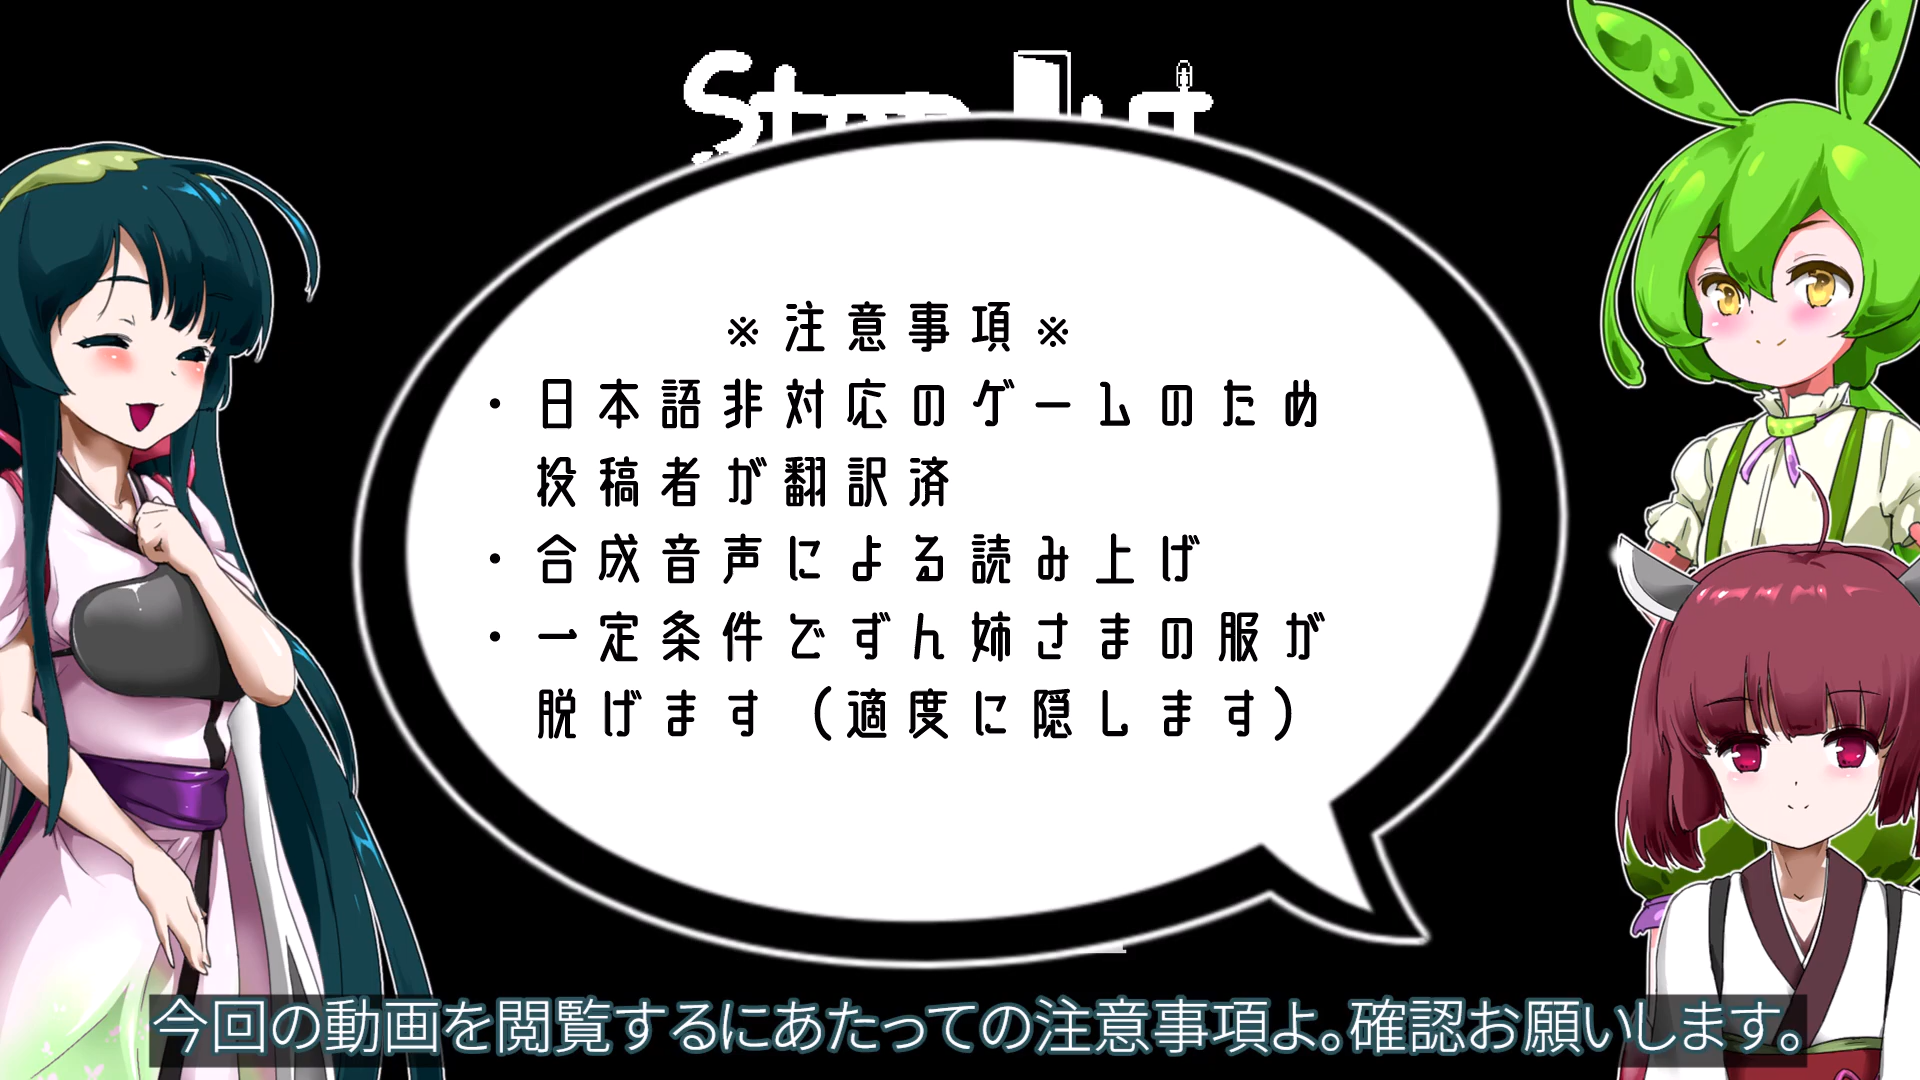 ※注意事項※
・日本語非対応のゲームのため
投稿者が翻訳済
・合成音声による読み上げ
・一定条件でずん姉さまの服が
脱げます（適度に隠します）
今回の動画を閲覧するにあたっての注意事項よ。確認お願いします。